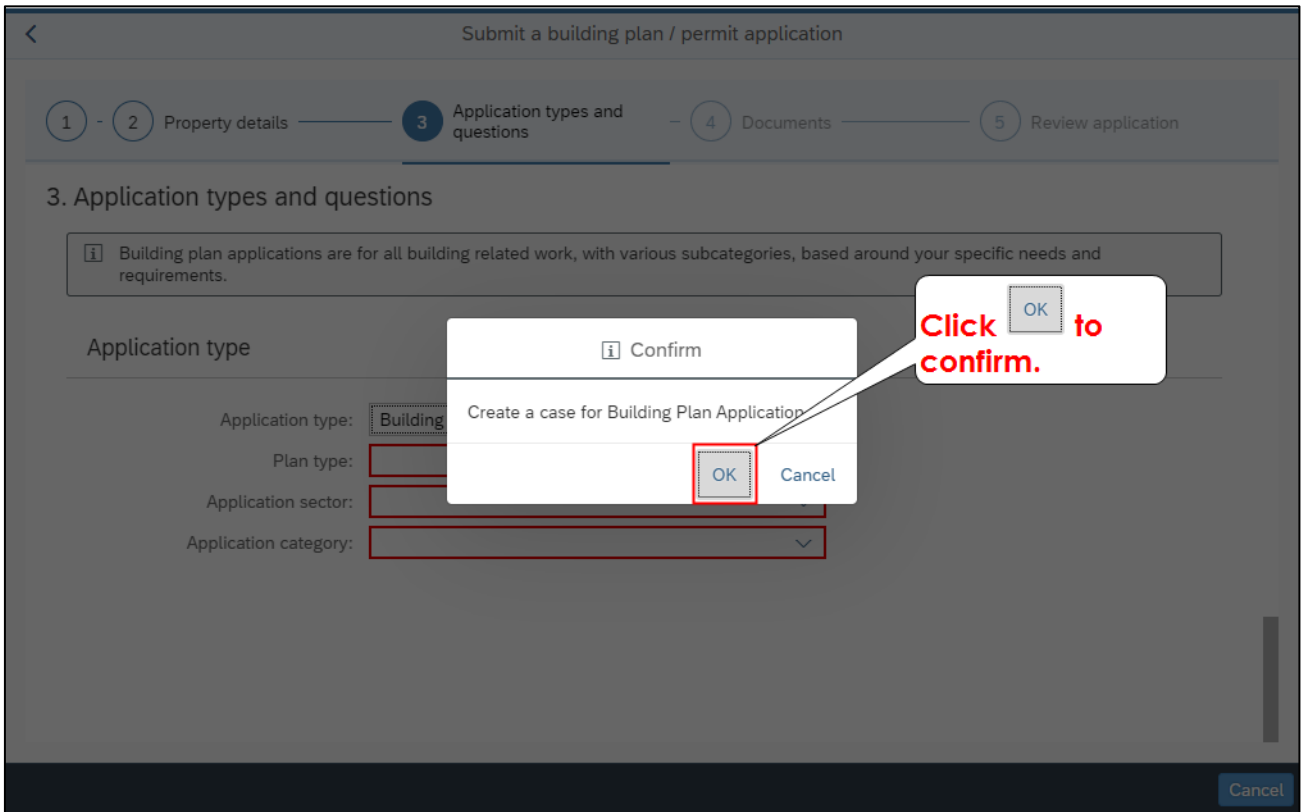 Submit a building plan / permit application
1 - 2 Property details 3 Application types and
questions - 4 Documents 5 Review application
3. Application types and questions
i Building plan applications are for all building related work, with various subcategories, based around your specific needs and
requirements.
Click OK to
confirm.
Application type
i Confirm
Create a case for Building Plan Application
OK Cancel
Application type: Building
Plan type:
Application sector:
Application category:
Cancel